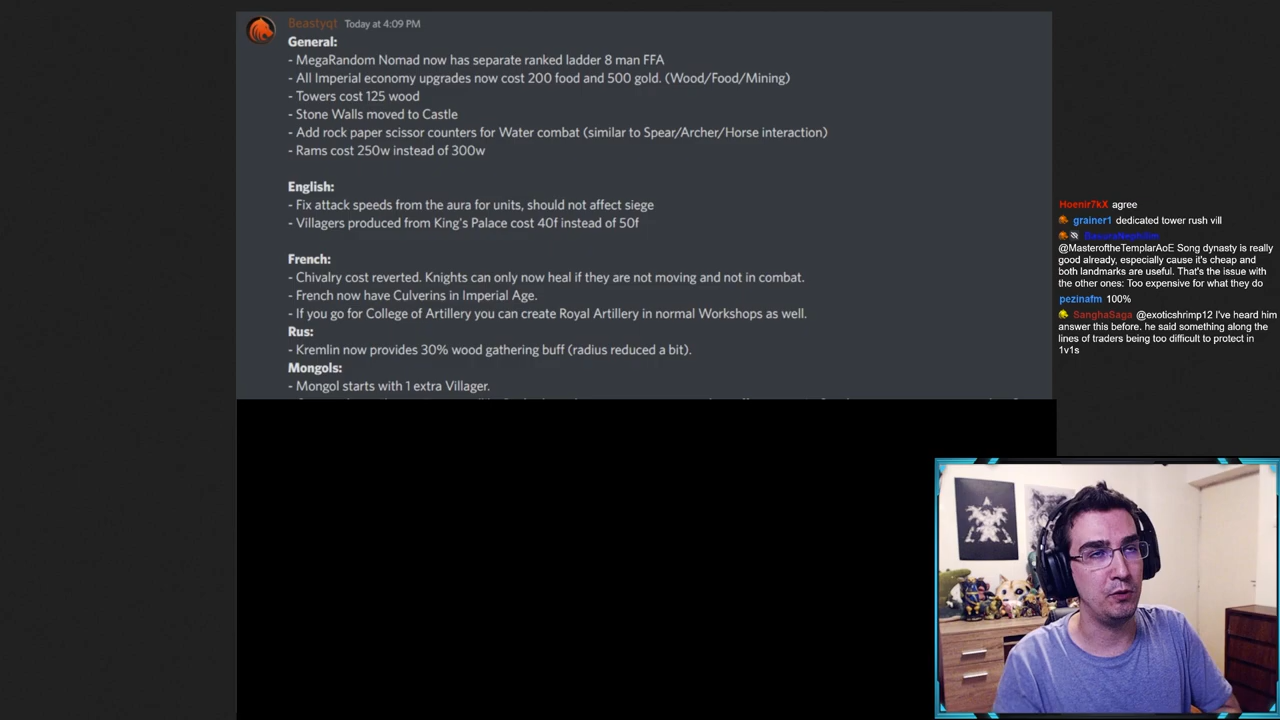 Beastyqt Today at 4:09 PM
General:
- MegaRandom Nomad now has separate ranked ladder 8 man FFA
- All Imperial economy upgrades now cost 200 food and 500 gold. (Wood/Food/Mining)
- Towers cost 125 wood
- Stone Walls moved to Castle
- Add rock paper scissor counters for Water combat (similar to Spear/Archer/Horse interaction)
- Rams cost 250w instead of 300w
English:
- Fix attack speeds from the aura for units, should not affect siege
- Villagers produced from King's Palace cost 40f instead of 50f
French:
- Chivalry cost reverted. Knights can only now heal if they are not moving and not in combat.
- French now have Culverins in Imperial Age.
- If you go for College of Artillery you can create Royal Artillery in normal Workshops as well.
Rus:
- Kremlin now provides 30% wood gathering buff (radius reduced a bit).
Mongols:
- Mongol starts with 1 extra Villager.
Hoenir7kX agree
grainer1 dedicated tower rush vill
@MasteroftheTemplarAoE Song dynasty is really
good already, especially cause it's cheap and
both landmarks are useful. That's the issue with
the other ones: Too expensive for what they do
pezinafm 100%
SanghaSaga @exoticshrimp12 I've heard him
answer this before. he said something along the
lines of traders being too difficult to protect in
1v1s